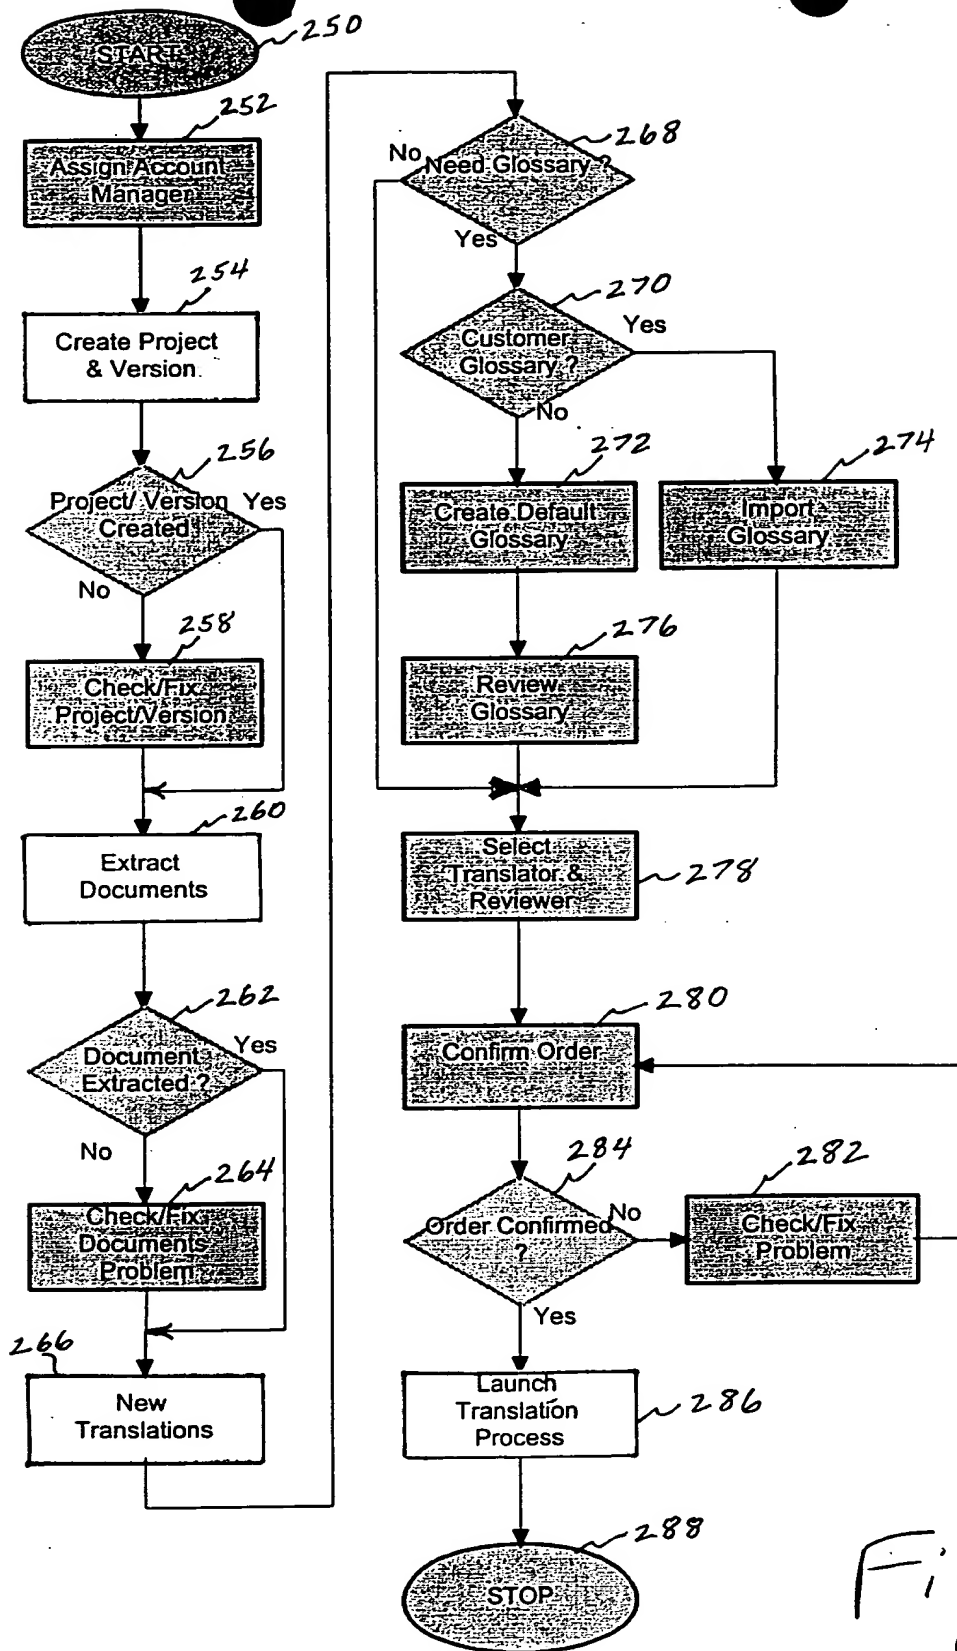 START
250
252
Assign Account
Manager
254
Create Project
& Version
256
Project/ Version
Created
Yes
No
258
Check/Fix
Project/Version
260
Extract
Documents
262
Document
Extracted ?
Yes
No
264
Check/Fix
Documents
Problem
266
New
Translations
268
No
Need Glossary ?
Yes
270
Customer
Glossary ?
Yes
No
272
Create Default
Glossary
274
Import
Glossary
276
Review
Glossary
Select
Translator &
Reviewer
278
280
Confirm Order
284
Order Confirmed
?
No
Yes
282
Check/Fix
Problem
Launch
Translation
Process
286
288
STOP
Fi